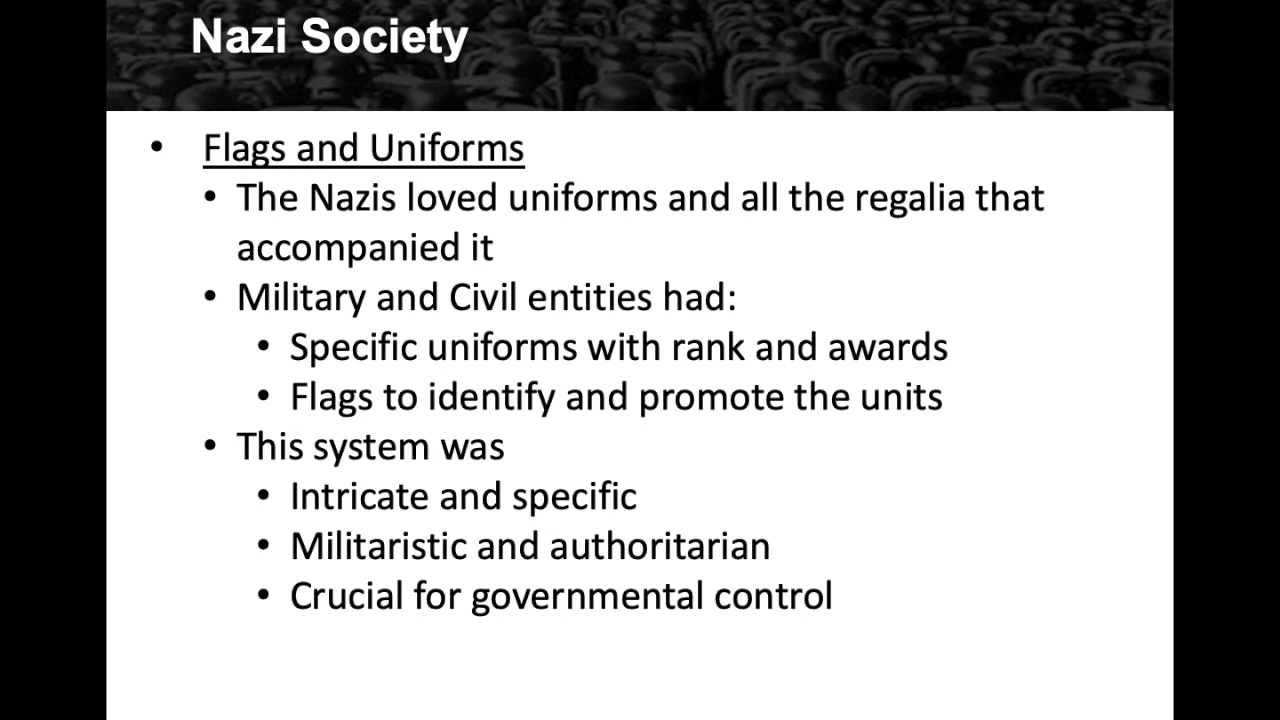 Nazi Society
• Flags and Uniforms
• The Nazis loved uniforms and all the regalia that
accompanied it
• Military and Civil entities had:
• Specific uniforms with rank and awards
• Flags to identify and promote the units
• This system was
• Intricate and specific
• Militaristic and authoritarian
• Crucial for governmental control